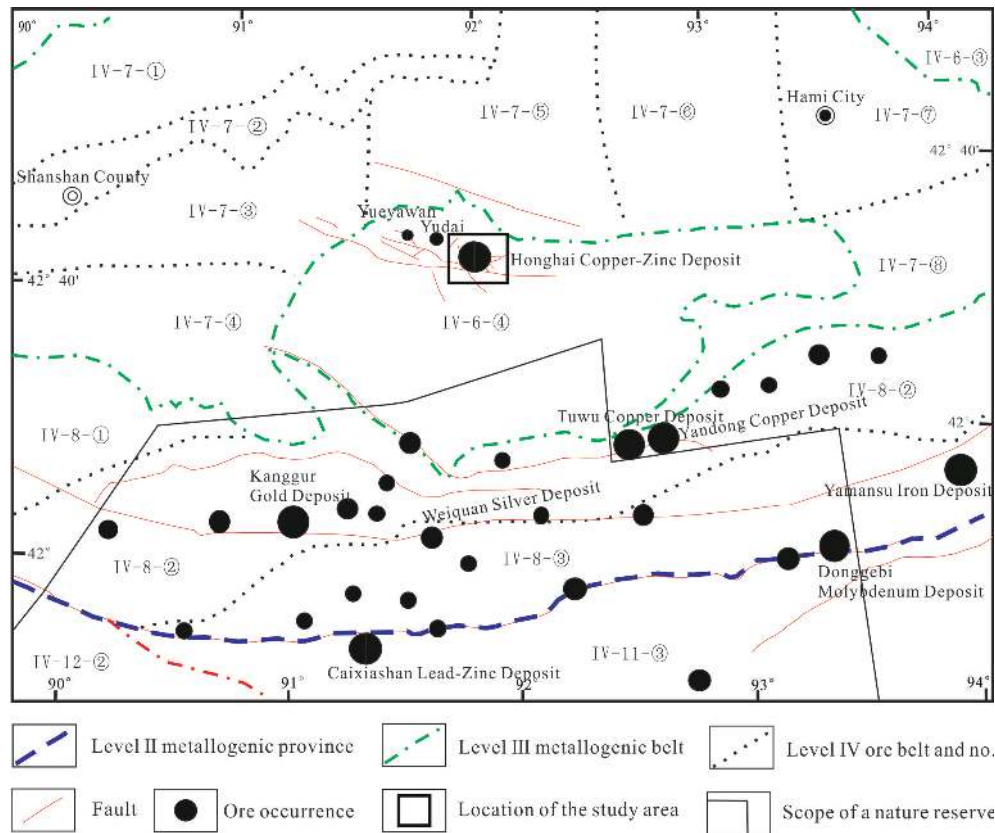 90°
91°
92°
93°
94°
IV-6-③
IV-7-①
IV-7-⑤
IV-7-⑥
Hami City
IV-7-⑦
IV-7-②
42° 40′
Shanshan County
IV-7-③
Yueyawan
Yudai
Honghai Copper-Zinc Deposit
IV-7-⑧
42° 40′
IV-7-④
IV-6-④
IV-8-②
Tuwu Copper Deposit
Yandong Copper Deposit
IV-8-①
42°
Kanggur
Gold Deposit
Weiquan Silver Deposit
Yamansu Iron Deposit
42°
IV-8-②
IV-8-③
Donggebi
Molybdenum Deposit
IV-12-②
Caixiashan Lead-Zinc Deposit
IV-11-③
90°
91°
92°
93°
94°
Level II metallogenic province
Level III metallogenic belt
Level IV ore belt and no.
Fault
Ore occurrence
Location of the study area
Scope of a nature reserve